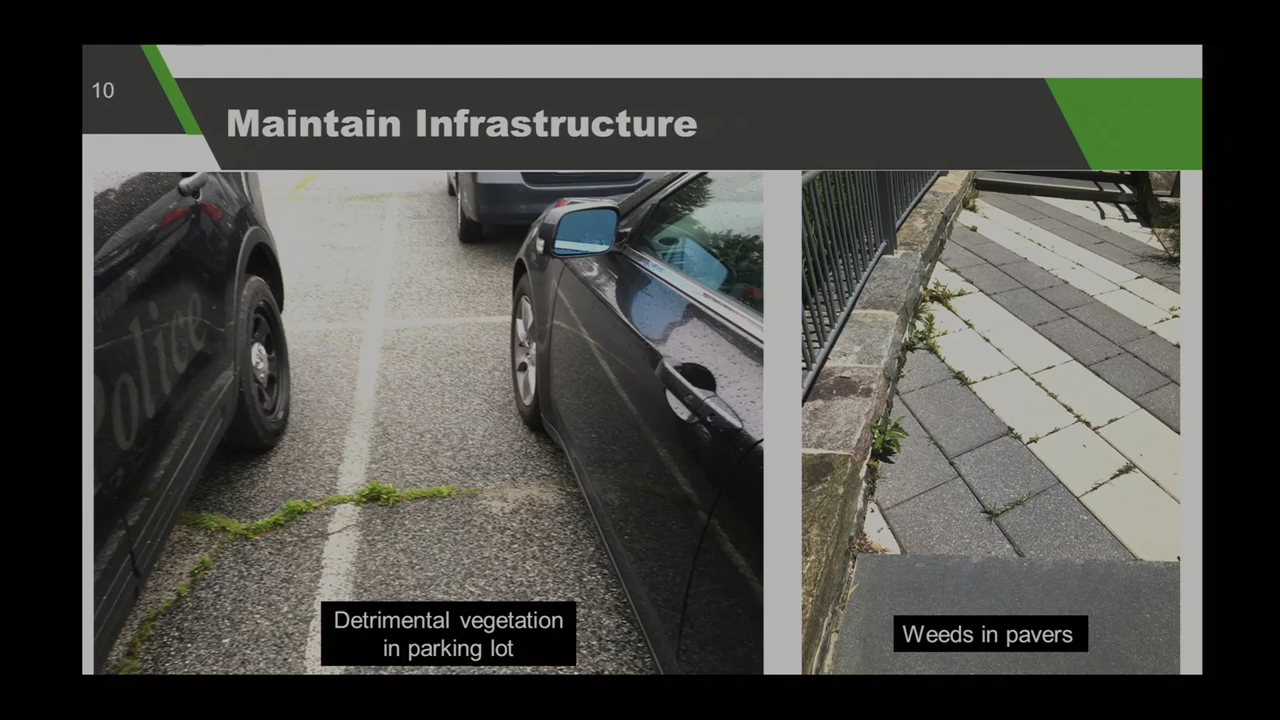 10
Maintain Infrastructure
Police
Detrimental vegetation
in parking lot
Weeds in pavers